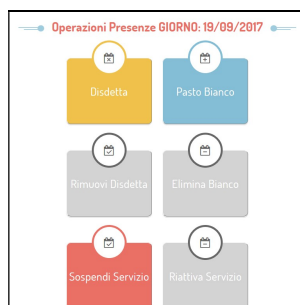 Operazioni Presenze GIORNO: 19/09/2017
Disdetta
Pasto Bianco
Rimuovi Disdetta
Elimina Bianco
Sospendi Servizio
Riattiva Servizio